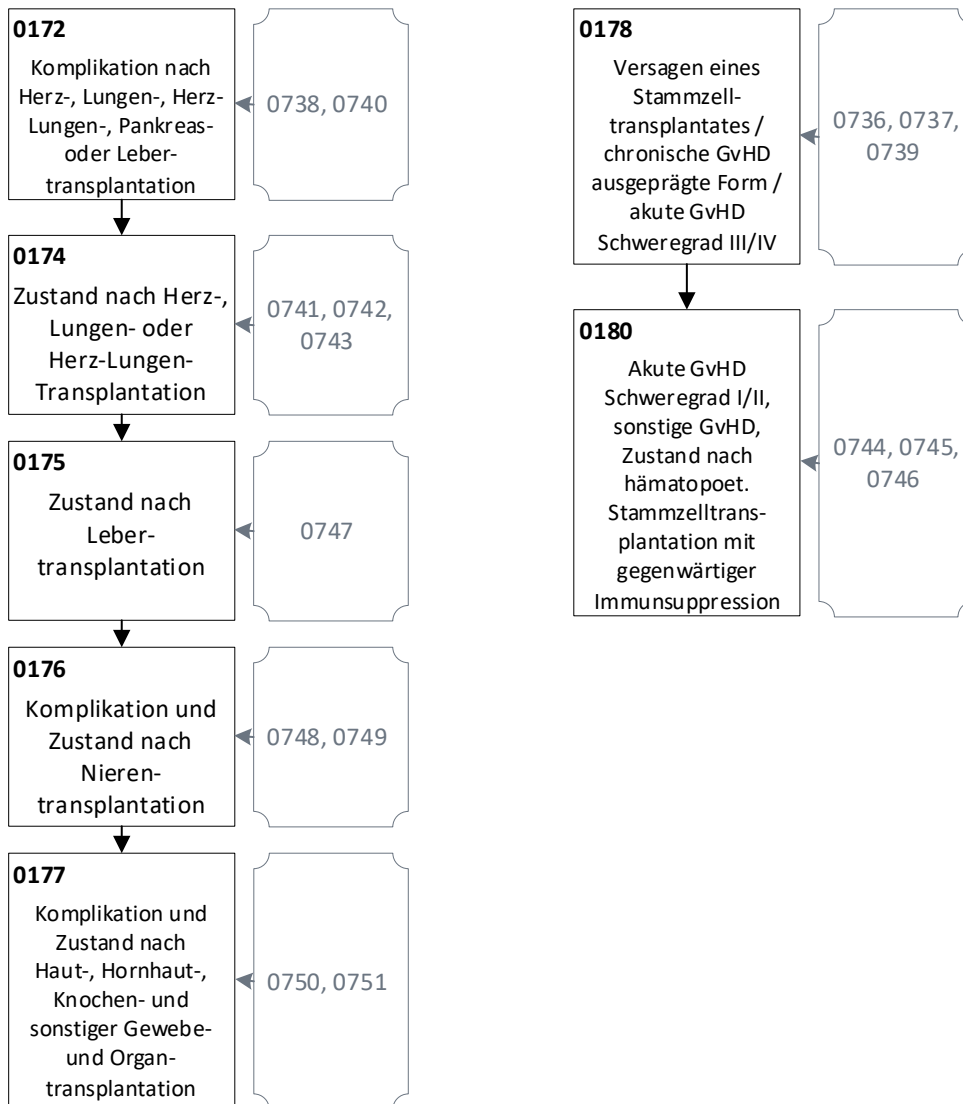 0172
Komplikation nach
Herz-, Lungen-, Herz-
Lungen-, Pankreas-
oder Leber-
transplantation
0738, 0740
0174
Zustand nach Herz-,
Lungen- oder
Herz-Lungen-
Transplantation
0741, 0742,
0743
0175
Zustand nach
Leber-
transplantation
0747
0176
Komplikation und
Zustand nach
Nieren-
transplantation
0748, 0749
0177
Komplikation und
Zustand nach
Haut-, Hornhaut-,
Knochen- und
sonstiger Gewebe-
und Organ-
transplantation
0750, 0751
0178
Versagen eines
Stammzell-
transplantates /
chronische GvHD
ausgeprägte Form /
akute GvHD
Schweregrad III/IV
0736, 0737,
0739
0180
Akute GvHD
Schweregrad I/II,
sonstige GvHD,
Zustand nach
hämatopoet.
Stammzelltrans-
plantation mit
gegenwärtiger
Immunsuppression
0744, 0745,
0746